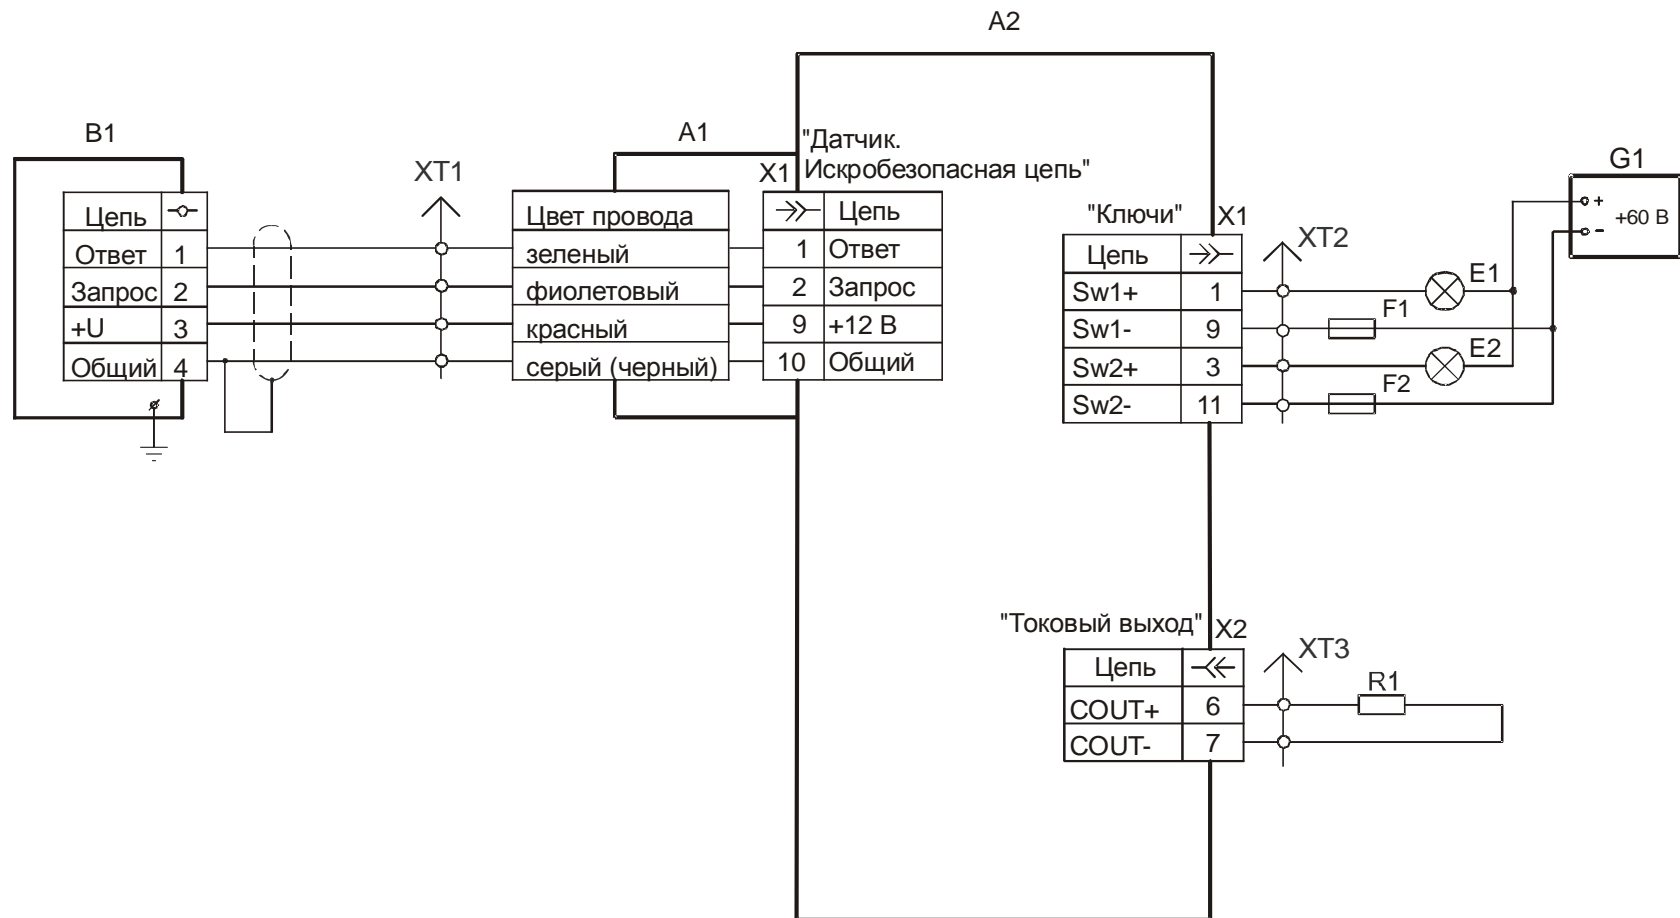 A2
B1
A1
"Датчик.
Искробезопасная цепь"
XT1
X1
G1
Цепь
Ответ 1
Запрос 2
+U 3
Общий 4
Цвет провода
зеленый
фиолетовый
красный
серый (черный)
Цепь
1 Ответ
2 Запрос
9 +12 В
10 Общий
"Ключи" X1
XT2
Цепь
Sw1+ 1
Sw1- 9
Sw2+ 3
Sw2- 11
E1
F1
E2
F2
+
+60 В
-
"Токовый выход" X2
XT3
Цепь
COUT+ 6
COUT- 7
R1